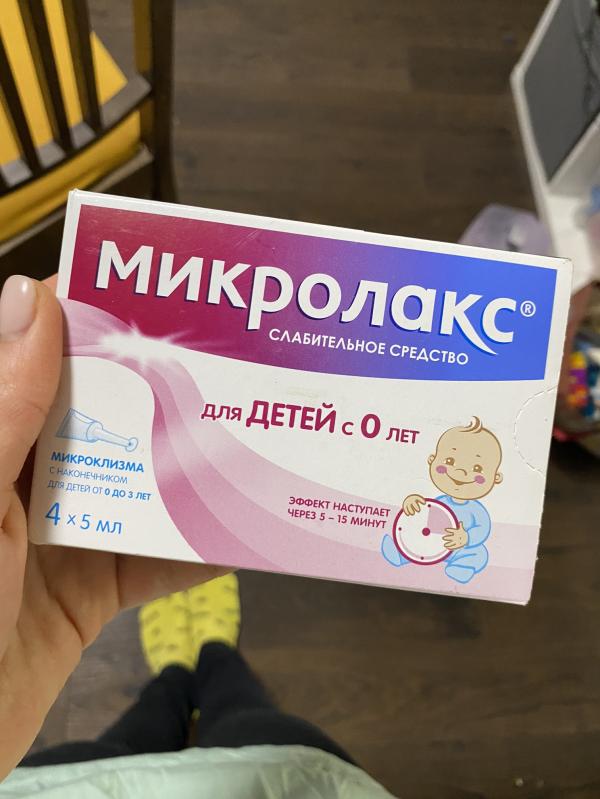 Микролакс®
СЛАБИТЕЛЬНОЕ СРЕДСТВО
для ДЕТЕЙ с 0 лет
МИКРОКЛИЗМА
С НАКОНЕЧНИКОМ
ДЛЯ ДЕТЕЙ ОТ 0 ДО 3 ЛЕТ
4 x 5 мл
ЭФФЕКТ НАСТУПАЕТ
ЧЕРЕЗ 5 – 15 МИНУТ